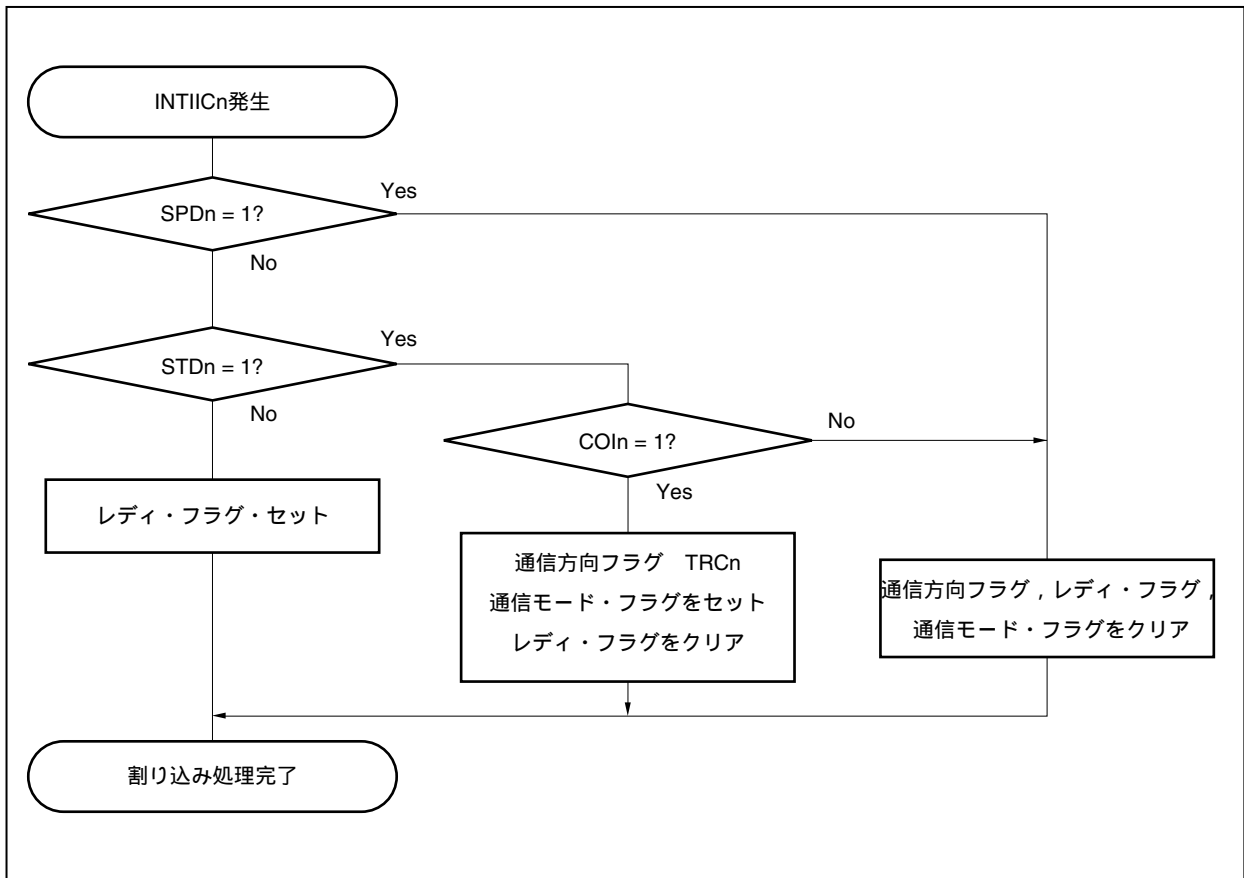 INTIICn発生
Yes
SPDn = 1?
No
Yes
STDn = 1?
No
No
COIn = 1?
Yes
レディ・フラグ・セット
通信方向フラグ　TRCn
通信モード・フラグをセット
レディ・フラグをクリア
通信方向フラグ，レディ・フラグ，
通信モード・フラグをクリア
割り込み処理完了